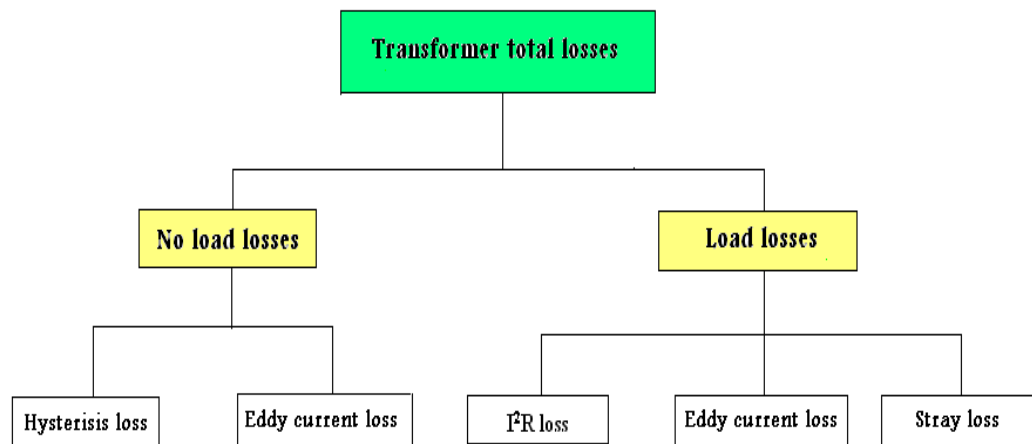 Transformer total losses
No load losses
Load losses
Hysterisis loss
Eddy current loss
I²R loss
Eddy current loss
Stray loss